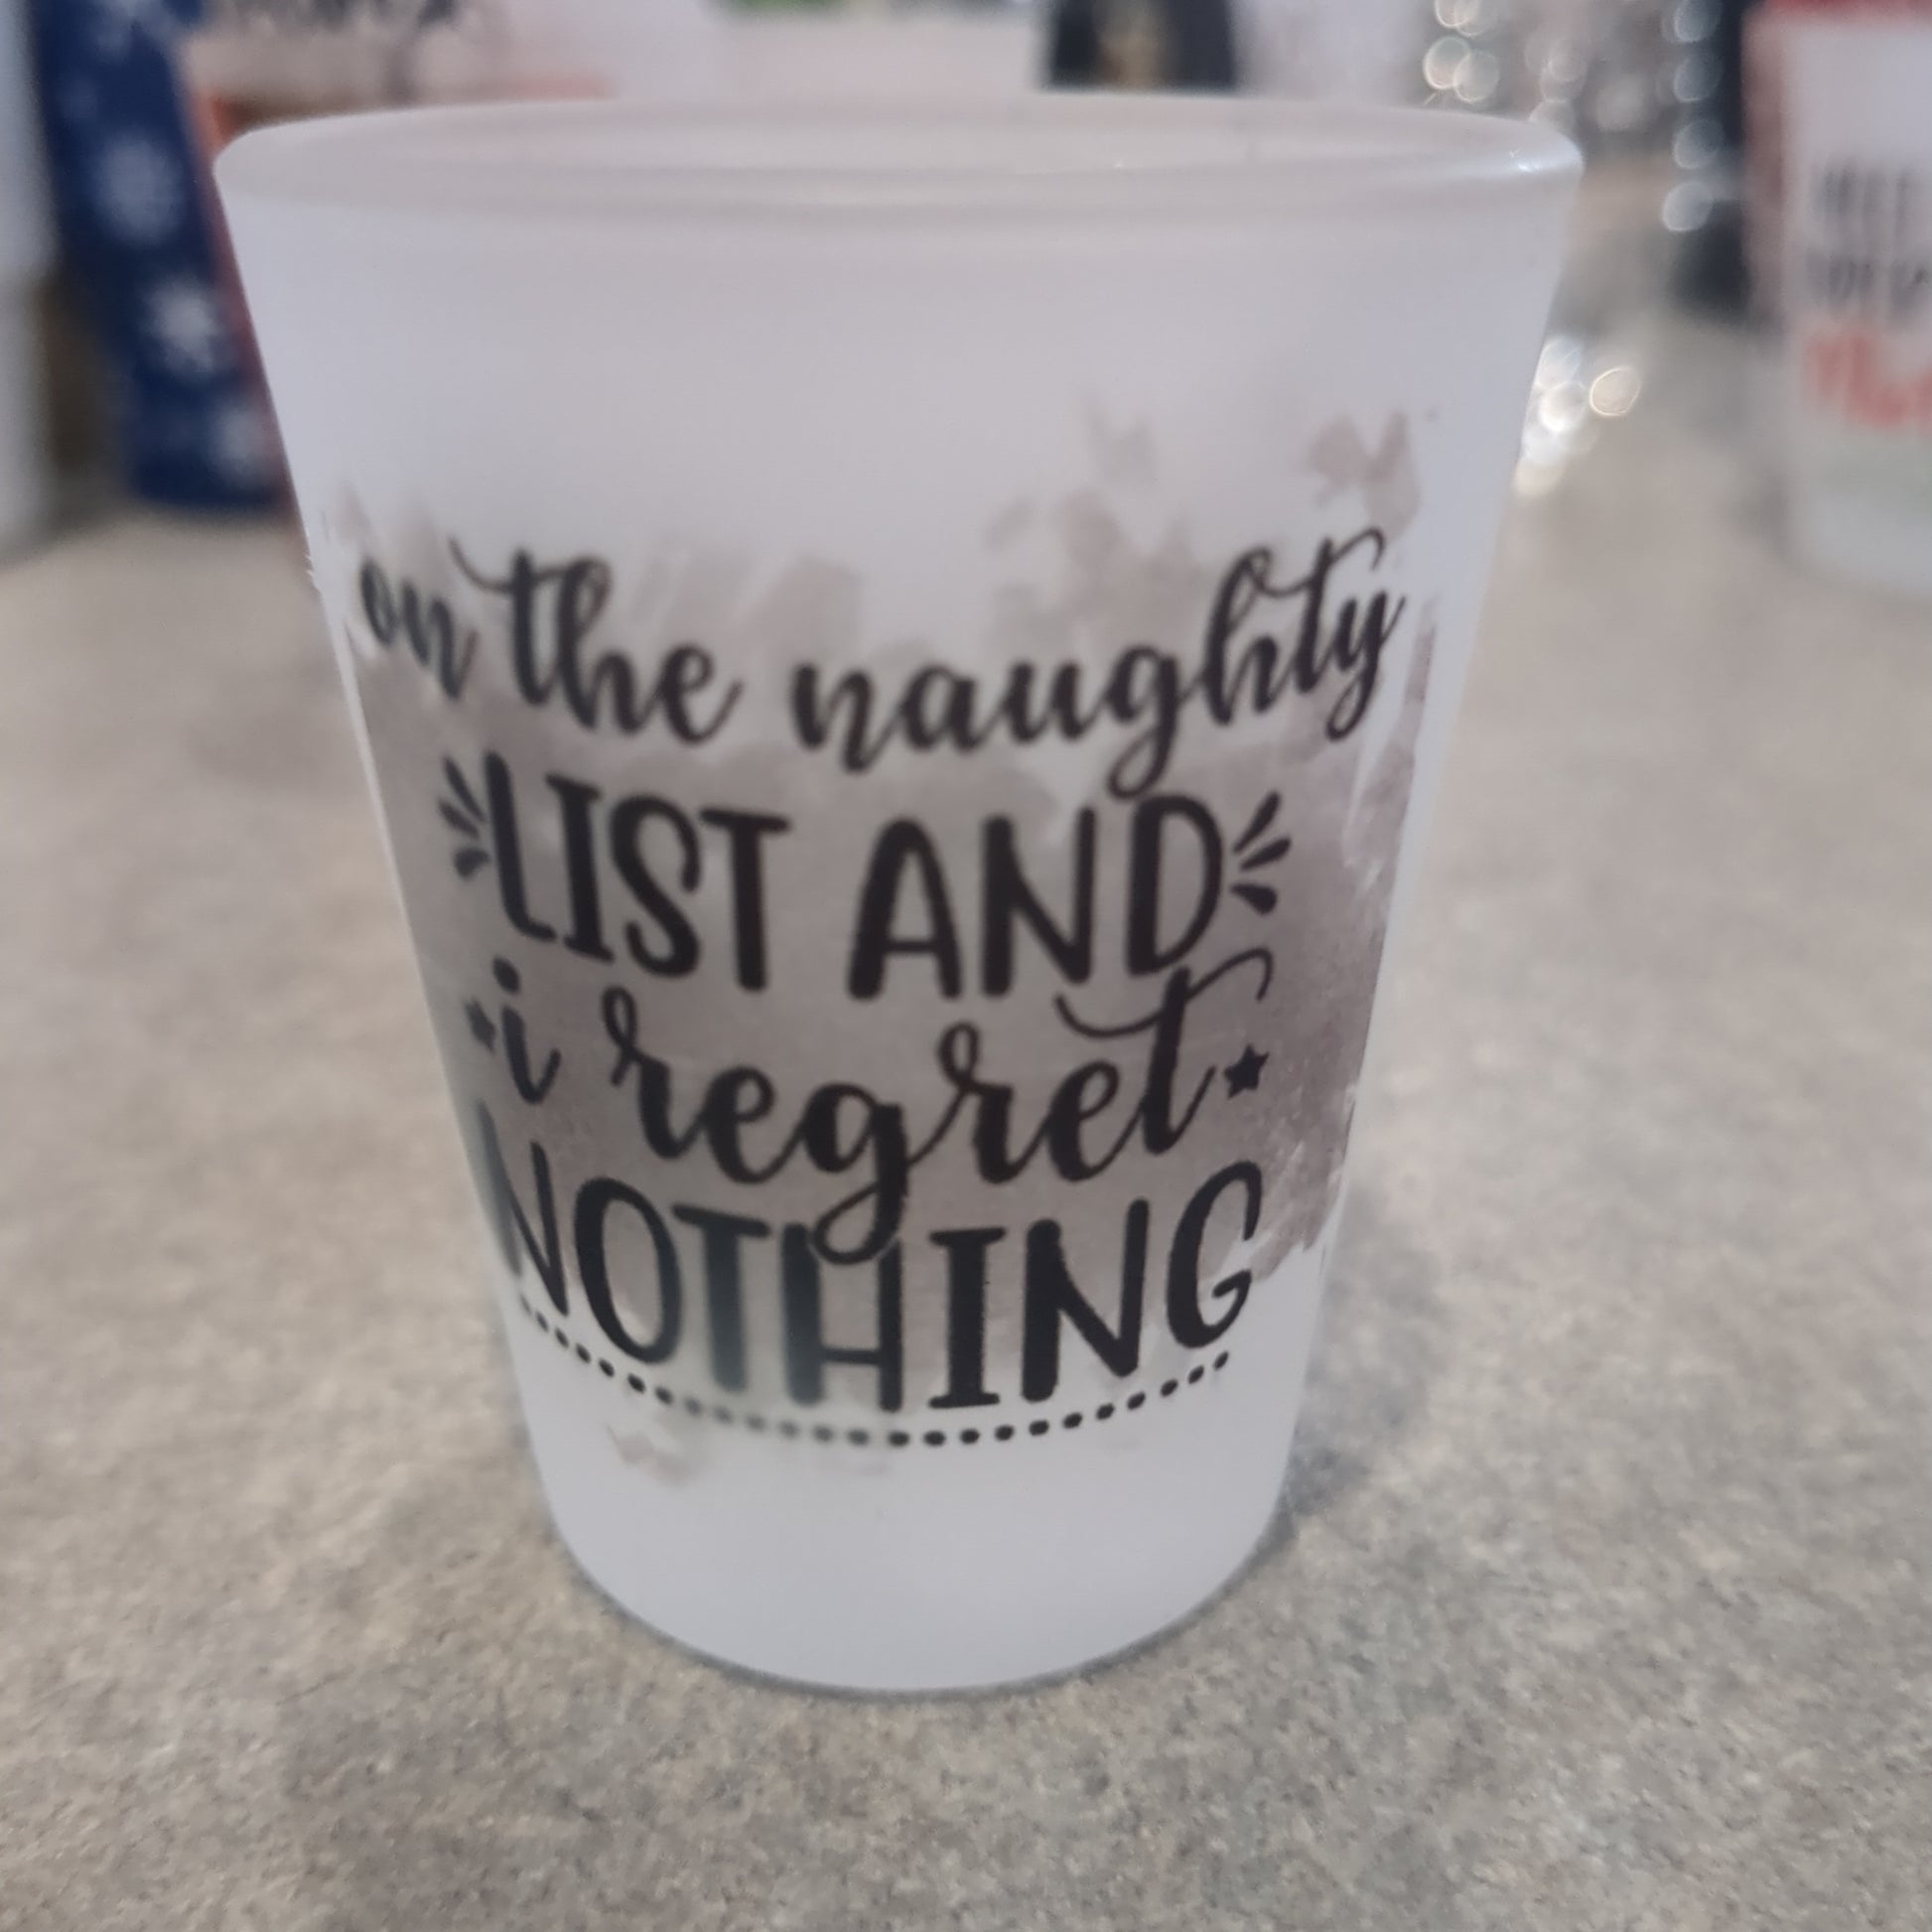 on the naughty
LIST AND
i regret
NOTHING